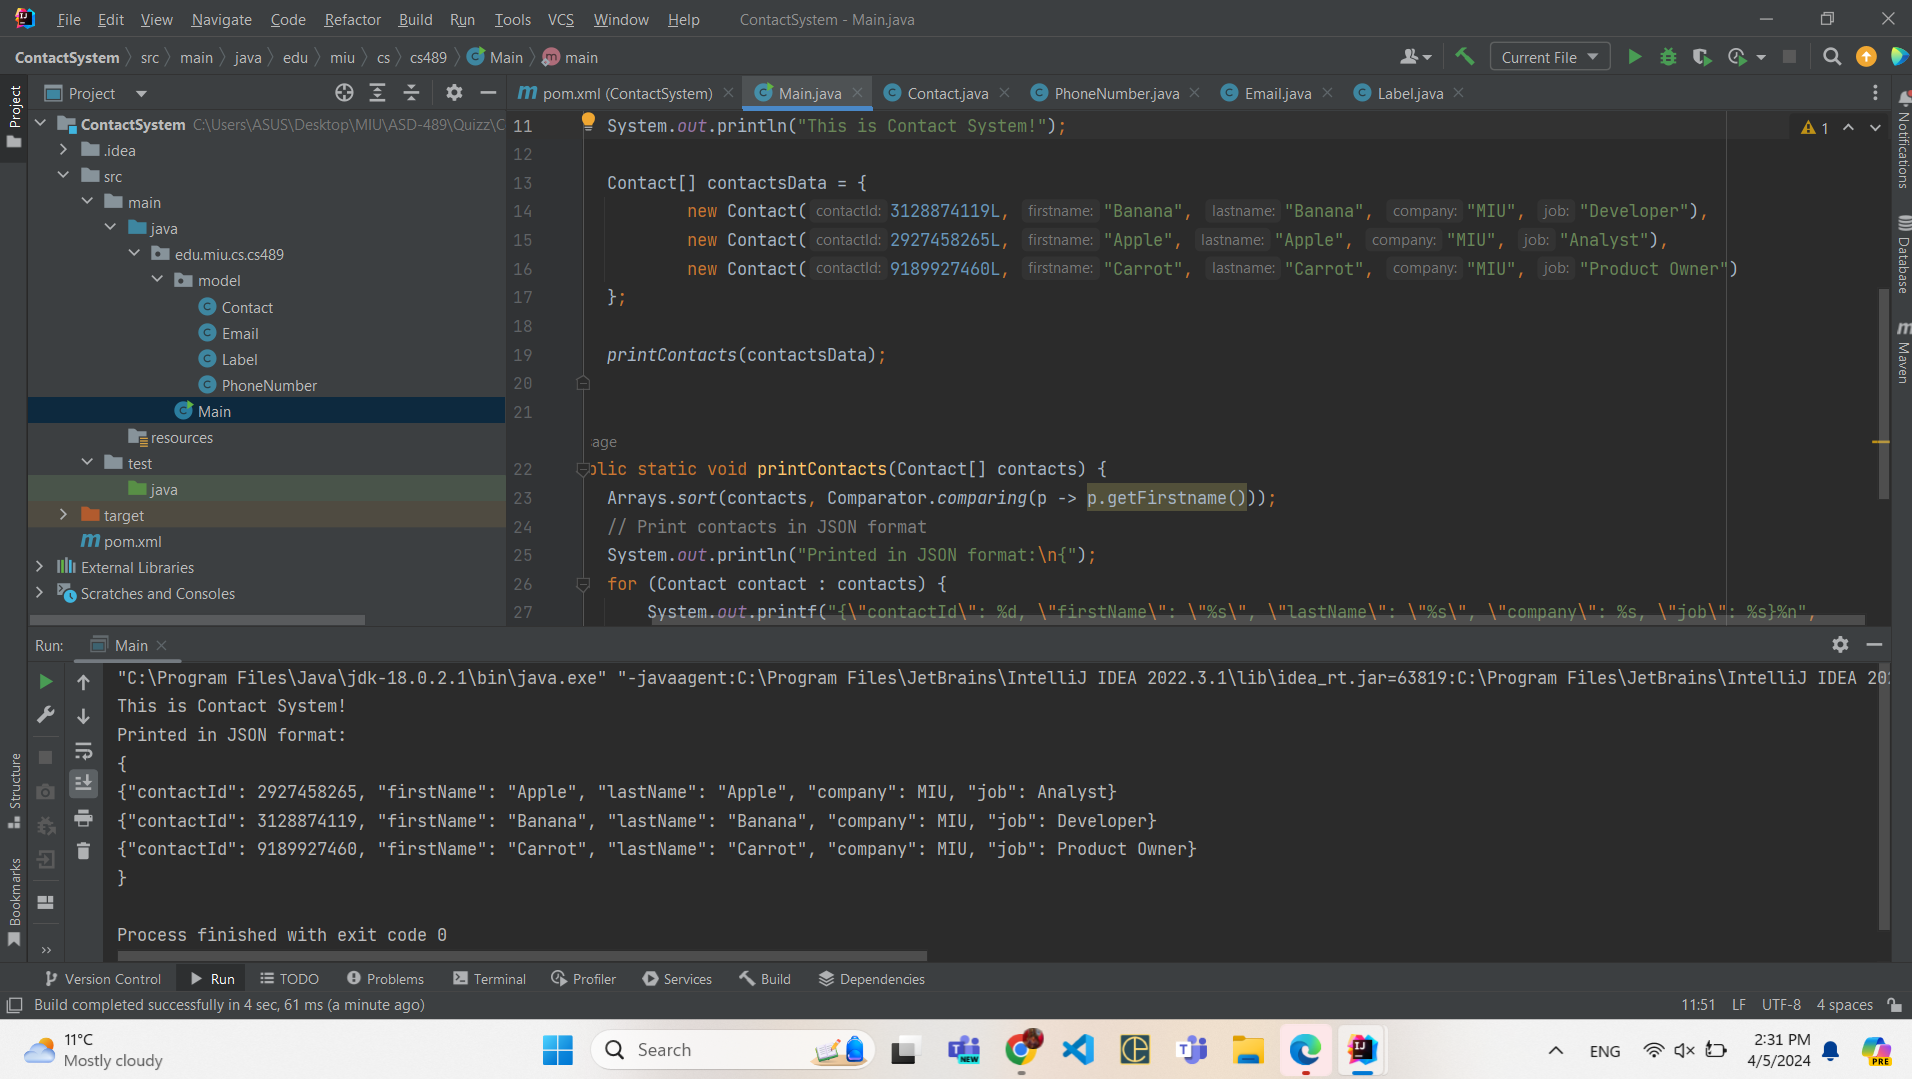 File Edit View Navigate Code Refactor Build Run Tools VCS Window Help ContactSystem - Main.java
ContactSystem src main java edu miu cs cs489 Main main
Current File
Project
pom.xml (ContactSystem) Main.java Contact.java PhoneNumber.java Email.java Label.java
ContactSystem C:\Users\ASUS\Desktop\MIU\ASD-489\Quizz\C
.idea
src
main
java
edu.miu.cs.cs489
model
Contact
Email
Label
PhoneNumber
Main
resources
test
java
target
pom.xml
External Libraries
Scratches and Consoles
11 System.out.println("This is Contact System!");
12
13 Contact[] contactsData = {
14 new Contact( contactId: 3128874119L, firstname: "Banana", lastname: "Banana", company: "MIU", job: "Developer"),
15 new Contact( contactId: 2927458265L, firstname: "Apple", lastname: "Apple", company: "MIU", job: "Analyst"),
16 new Contact( contactId: 9189927460L, firstname: "Carrot", lastname: "Carrot", company: "MIU", job: "Product Owner")
17 };
18
19 printContacts(contactsData);
20
21
sage
22 blic static void printContacts(Contact[] contacts) {
23 Arrays.sort(contacts, Comparator.comparing(p -> p.getFirstname()));
24 // Print contacts in JSON format
25 System.out.println("Printed in JSON format:\n{");
26 for (Contact contact : contacts) {
27 System.out.printf("{\"contactId\": %d, \"firstName\": \"%s\", \"lastName\": \"%s\", \"company\": %s, \"job\": %s}%n",
1
Project
Structure
Bookmarks
Notifications
Database
Maven
Run: Main
"C:\Program Files\Java\jdk-18.0.2.1\bin\java.exe" "-javaagent:C:\Program Files\JetBrains\IntelliJ IDEA 2022.3.1\lib\idea_rt.jar=63819:C:\Program Files\JetBrains\IntelliJ IDEA 20
This is Contact System!
Printed in JSON format:
{
{"contactId": 2927458265, "firstName": "Apple", "lastName": "Apple", "company": MIU, "job": Analyst}
{"contactId": 3128874119, "firstName": "Banana", "lastName": "Banana", "company": MIU, "job": Developer}
{"contactId": 9189927460, "firstName": "Carrot", "lastName": "Carrot", "company": MIU, "job": Product Owner}
}
Process finished with exit code 0
Version Control Run TODO Problems Terminal Profiler Services Build Dependencies
Build completed successfully in 4 sec, 61 ms (a minute ago) 11:51 LF UTF-8 4 spaces
11°C
Mostly cloudy
Search
NEW
ENG
2:31 PM
4/5/2024
PRE